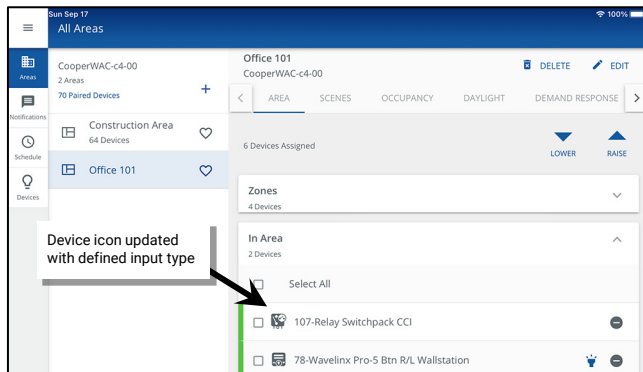 Sun Sep 17
100%
All Areas
Areas
Notifications
Schedule
Devices
CooperWAC-c4-00
2 Areas
70 Paired Devices
+
Construction Area
64 Devices
Office 101
Office 101
CooperWAC-c4-00
DELETE
EDIT
AREA SCENES OCCUPANCY DAYLIGHT DEMAND RESPONSE
6 Devices Assigned
LOWER
RAISE
Zones
4 Devices
In Area
2 Devices
Select All
107-Relay Switchpack CCI
78-Wavelinx Pro-5 Btn R/L Wallstation
Device icon updated
with defined input type